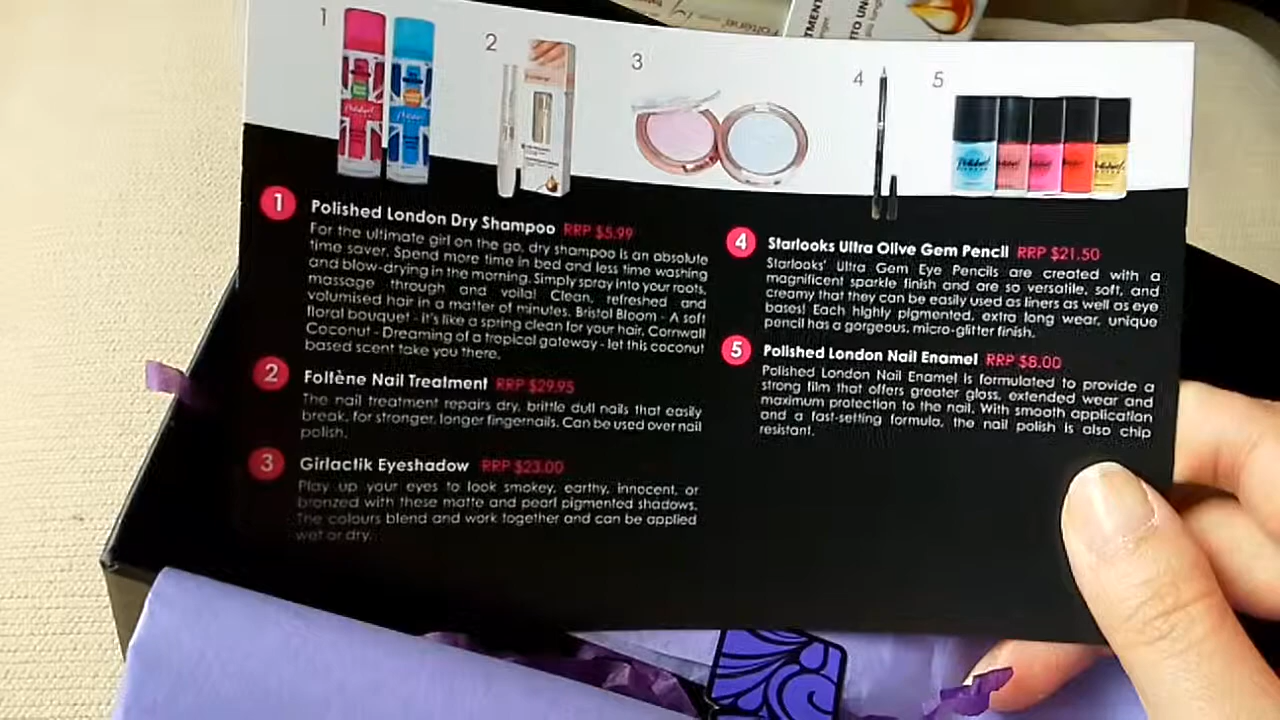 1
2
3
4
5
1
Polished London Dry Shampoo RRP $5.99
For the ultimate girl on the go, dry shampoo is an absolute
time saver. Spend more time in bed and less time washing
and blow-drying in the morning. Simply spray into your roots,
massage through and voila! Clean, refreshed and
volumised hair in a matter of minutes. Bristol Bloom - A soft
floral bouquet - it's like a spring clean for your hair. Cornwall
Coconut - Dreaming of a tropical gateway - let this coconut
based scent take you there.
2
Foltène Nail Treatment RRP $29.95
The nail treatment repairs dry, brittle dull nails that easily
break, for stronger, longer fingernails. Can be used over nail
polish.
3
Girlactik Eyeshadow RRP $23.00
Play up your eyes to look smokey, earthy, innocent, or
bronzed with these matte and pearl pigmented shadows.
The colours blend and work together and can be applied
wet or dry.
4
Starlooks Ultra Olive Gem Pencil RRP $21.50
Starlooks' Ultra Gem Eye Pencils are created with a
magnificent sparkle finish and are so versatile, soft, and
creamy that they can be easily used as liners as well as eye
bases! Each highly pigmented, extra long wear, unique
pencil has a gorgeous, micro-glitter finish.
5
Polished London Nail Enamel RRP $8.00
Polished London Nail Enamel is formulated to provide a
strong film that offers greater gloss, extended wear and
maximum protection to the nail. With smooth application
and a fast-setting formula, the nail polish is also chip
resistant.